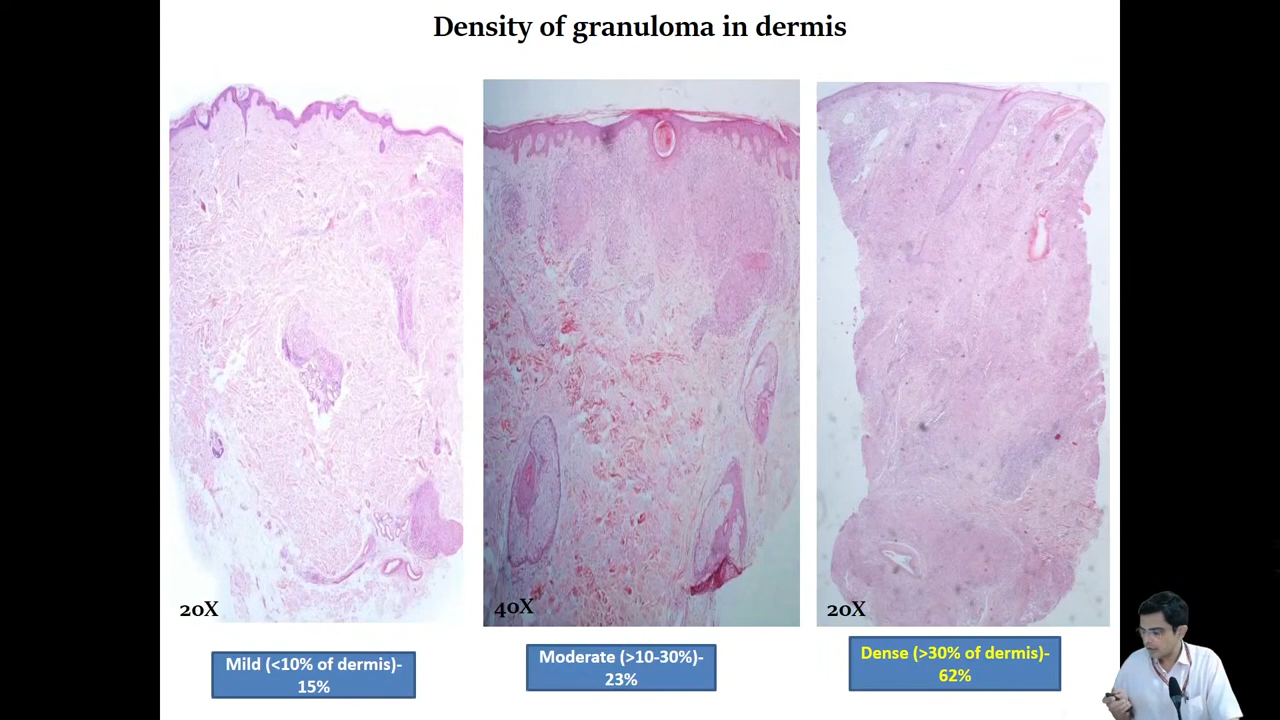 Density of granuloma in dermis
20X
40X
20X
Mild (<10% of dermis)-
15%
Moderate (>10-30%)-
23%
Dense (>30% of dermis)-
62%